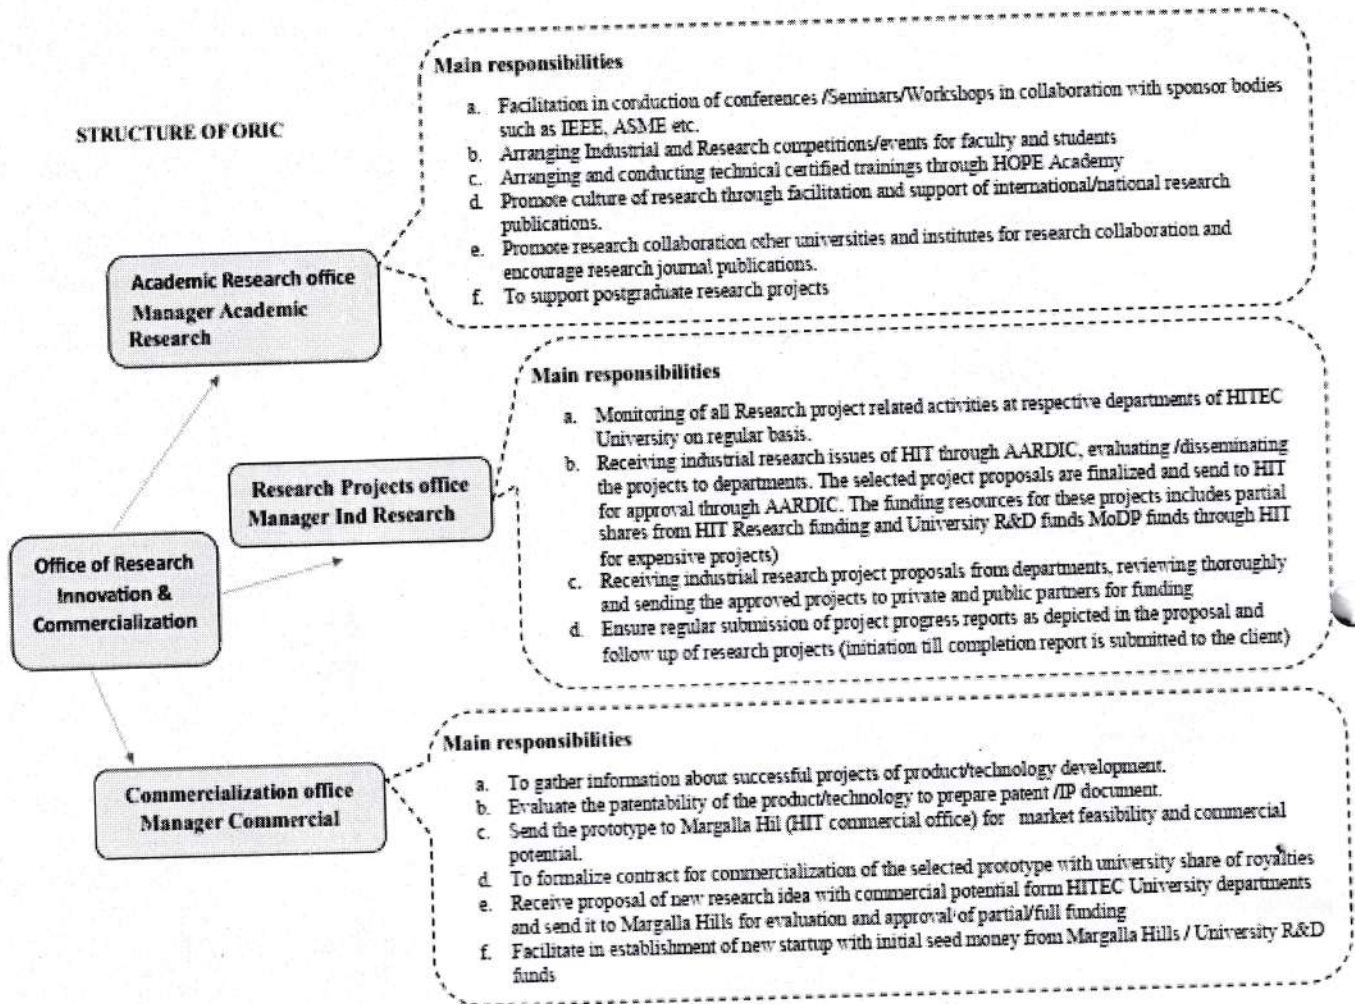 STRUCTURE OF ORIC
Main responsibilities
a. Facilitation in conduction of conferences /Seminars/Workshops in collaboration with sponsor bodies
such as IEEE, ASME etc.
b. Arranging Industrial and Research competitions/events for faculty and students
c. Arranging and conducting technical certified trainings through HOPE Academy
d. Promote culture of research through facilitation and support of international/national research
publications.
e. Promote research collaboration other universities and institutes for research collaboration and
encourage research journal publications.
f. To support postgraduate research projects
Academic Research office
Manager Academic
Research
Main responsibilities
a. Monitoring of all Research project related activities at respective departments of HITEC
University on regular basis.
b. Receiving industrial research issues of HIT through AARDIC, evaluating /disseminating
the projects to departments. The selected project proposals are finalized and send to HIT
for approval through AARDIC. The funding resources for these projects includes partial
shares from HIT Research funding and University R&D funds MoDP funds through HIT
for expensive projects)
c. Receiving industrial research project proposals from departments, reviewing thoroughly
and sending the approved projects to private and public partners for funding
d. Ensure regular submission of project progress reports as depicted in the proposal and
follow up of research projects (initiation till completion report is submitted to the client)
Research Projects office
Manager Ind Research
Office of Research
Innovation &
Commercialization
Main responsibilities
a. To gather information about successful projects of product/technology development.
b. Evaluate the patentability of the product/technology to prepare patent /IP document.
c. Send the prototype to Margalla Hil (HIT commercial office) for market feasibility and commercial
potential.
d. To formalize contract for commercialization of the selected prototype with university share of royalties
e. Receive proposal of new research idea with commercial potential form HITEC University departments
and send it to Margalla Hills for evaluation and approval of partial/full funding
f. Facilitate in establishment of new startup with initial seed money from Margalla Hills / University R&D
funds
Commercialization office
Manager Commercial